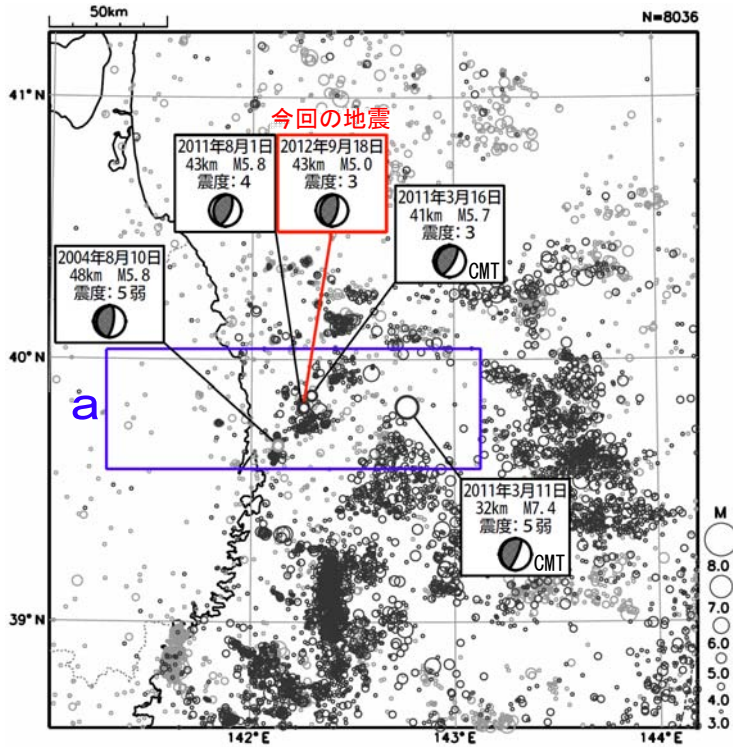 50km
N=8036
41°N
今回の地震
2011年8月1日
43km M5.8
震度：4
2012年9月18日
43km M5.0
震度：3
2011年3月16日
41km M5.7
震度：3
CMT
2004年8月10日
48km M5.8
震度：5弱
40°N
a
2011年3月11日
32km M7.4
震度：5弱
CMT
M
8.0
7.0
6.0
5.0
4.0
3.0
39°N
142°E
143°E
144°E